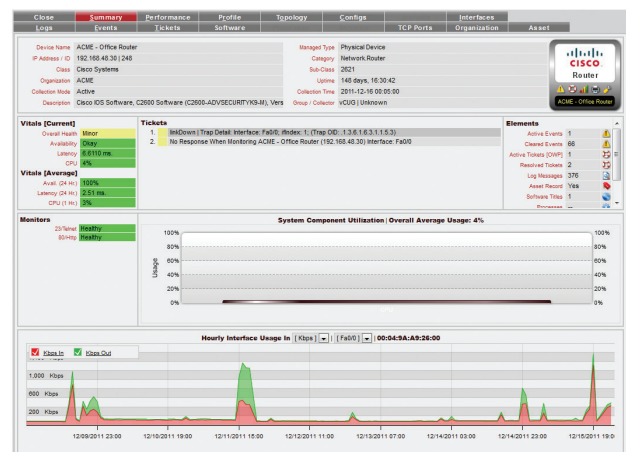 Close Summary Performance Profile Topology Configs Interfaces
Logs Events Tickets Software TCP Ports Organization Asset
Device Name ACME - Office Router Managed Type Physical Device
IP Address / ID 192.168.48.30 | 248 Category Network.Router
Class Cisco Systems Sub-Class 2621
Organization ACME Uptime 148 days, 16:30:42
Collection Mode Active Collection Time 2011-12-16 00:05:00
Description Cisco IOS Software, C2600 Software (C2600-ADVSECURITYK9-M), Vers Group / Collector vCUG | Unknown
CISCO
Router
ACME - Office Router
Vitals [Current]
Overall Health Minor
Availability Okay
Latency 8.6110 ms.
CPU 4%
Vitals [Average]
Avail. (24 Hr.) 100%
Latency (24 Hr.) 2.51 ms.
CPU (1 Hr.) 3%
Tickets
1. linkDown | Trap Detail: Interface: Fa0/0; ifIndex: 1; (Trap OID: .1.3.6.1.6.3.1.1.5.3)
2. No Response When Monitoring ACME - Office Router (192.168.48.30) Interface: Fa0/0
Elements
Active Events 1
Cleared Events 66
Active Tickets [OWP] 1
Resolved Tickets 2
Log Messages 376
Asset Record Yes
Software Titles 1
Processes
Monitors
23/Telnet Healthy
80/Http Healthy
System Component Utilization | Overall Average Usage: 4%
Usage
100% 100%
80% 80%
60% 60%
40% 40%
20% 20%
0% 0%
Hourly Interface Usage In [Kbps] | [Fa0/0] | 00:04:9A:A9:26:00
Kbps In Kbps Out
1,000 Kbps
600 Kbps
200 Kbps
12/09/2011 23:00 12/10/2011 19:00 12/11/2011 15:00 12/12/2011 11:00 12/13/2011 07:00 12/14/2011 03:00 12/14/2011 23:00 12/15/2011 19:0